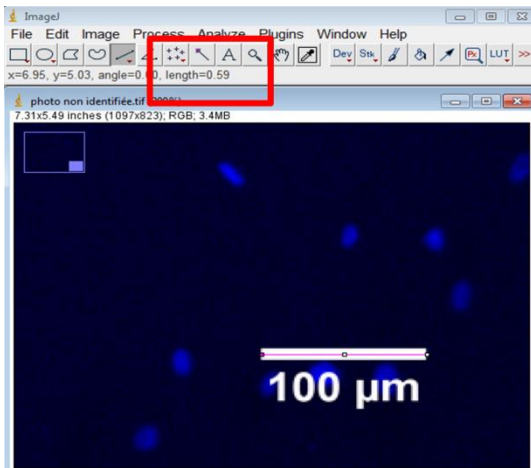 ImageJ
File Edit Image Process Analyze Plugins Window Help
A Dev Stk LUT >>
x=6.95, y=5.03, angle=0.00, length=0.59
photo non identifiée.tif
7.31x5.49 inches (1097x823); RGB; 3.4MB
100 µm